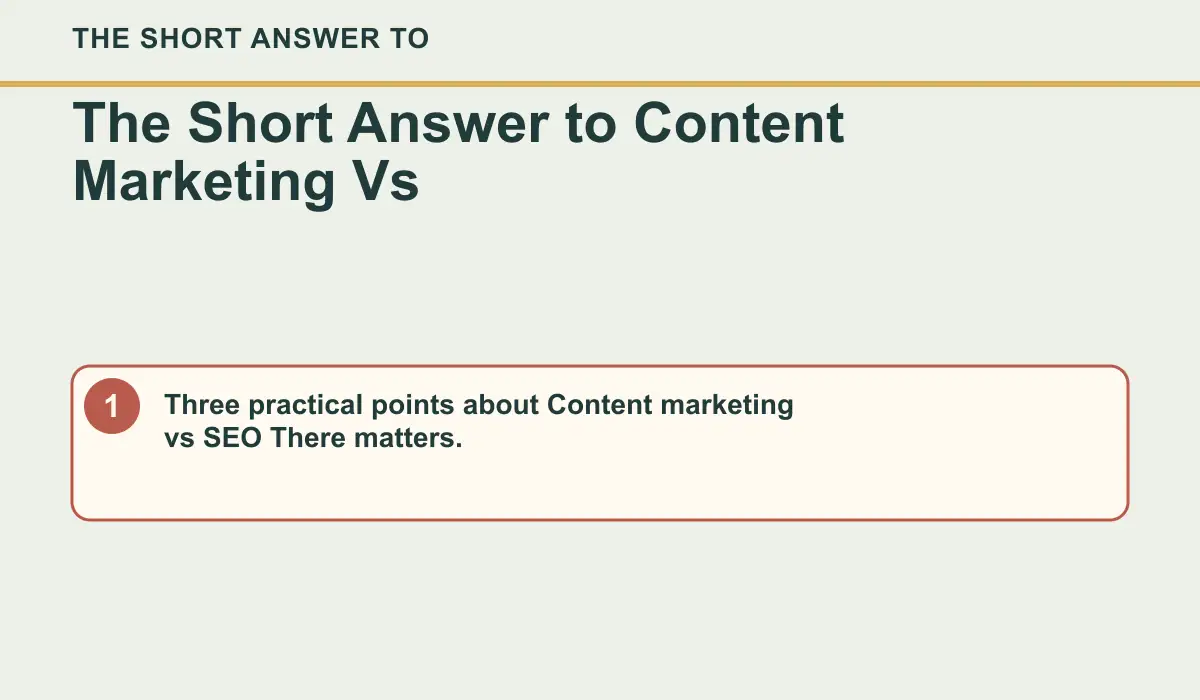 THE SHORT ANSWER TO
The Short Answer to Content
Marketing Vs
1
Three practical points about Content marketing
vs SEO There matters.